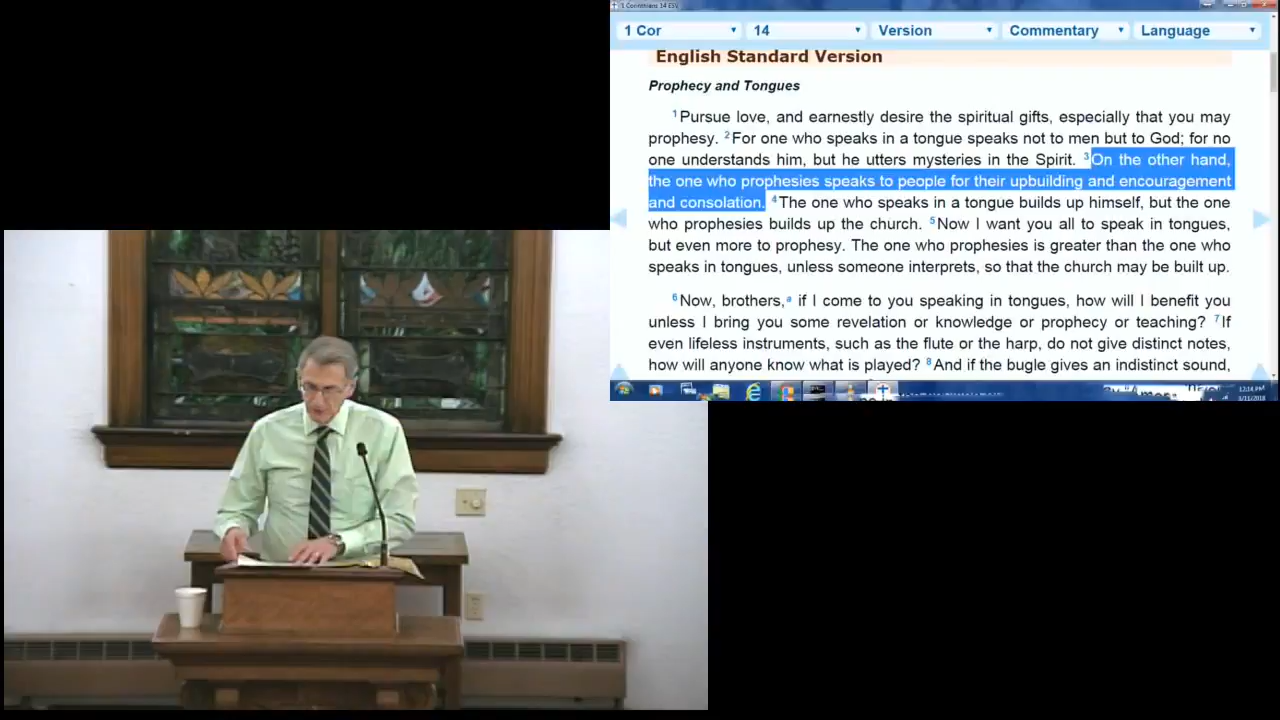 1 Corinthians 14 ESV
1 Cor 14 Version Commentary Language
English Standard Version
Prophecy and Tongues
1Pursue love, and earnestly desire the spiritual gifts, especially that you may
prophesy. 2For one who speaks in a tongue speaks not to men but to God; for no
one understands him, but he utters mysteries in the Spirit. 3On the other hand,
the one who prophesies speaks to people for their upbuilding and encouragement
and consolation. 4The one who speaks in a tongue builds up himself, but the one
who prophesies builds up the church. 5Now I want you all to speak in tongues,
but even more to prophesy. The one who prophesies is greater than the one who
speaks in tongues, unless someone interprets, so that the church may be built up.
6Now, brothers,a if I come to you speaking in tongues, how will I benefit you
unless I bring you some revelation or knowledge or prophecy or teaching? 7If
even lifeless instruments, such as the flute or the harp, do not give distinct notes,
how will anyone know what is played? 8And if the bugle gives an indistinct sound,
12:14 PM